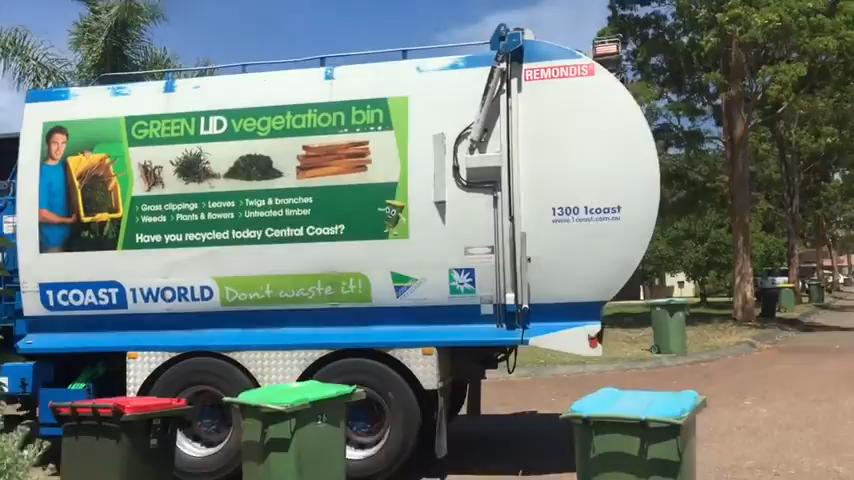 REMONDIS
GREEN LID vegetation bin
› Grass clippings › Leaves › Twigs & branches
› Weeds › Plants & flowers › Untreated timber
Have you recycled today Central Coast?
1300 1coast
www.1coast.com.au
1COAST 1WORLD Don't waste it!